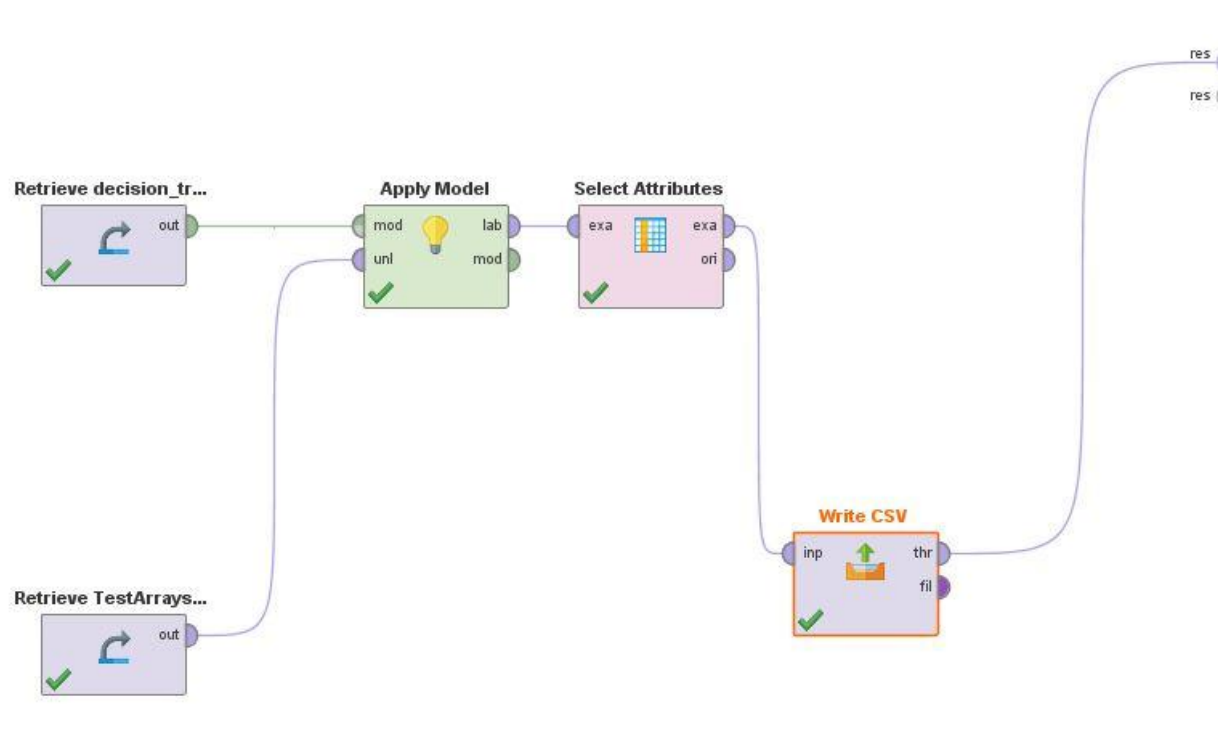 res
res
Retrieve decision_tr...
out
Apply Model
mod lab
unl mod
Select Attributes
exa exa
ori
Write CSV
inp thr
fil
Retrieve TestArrays...
out